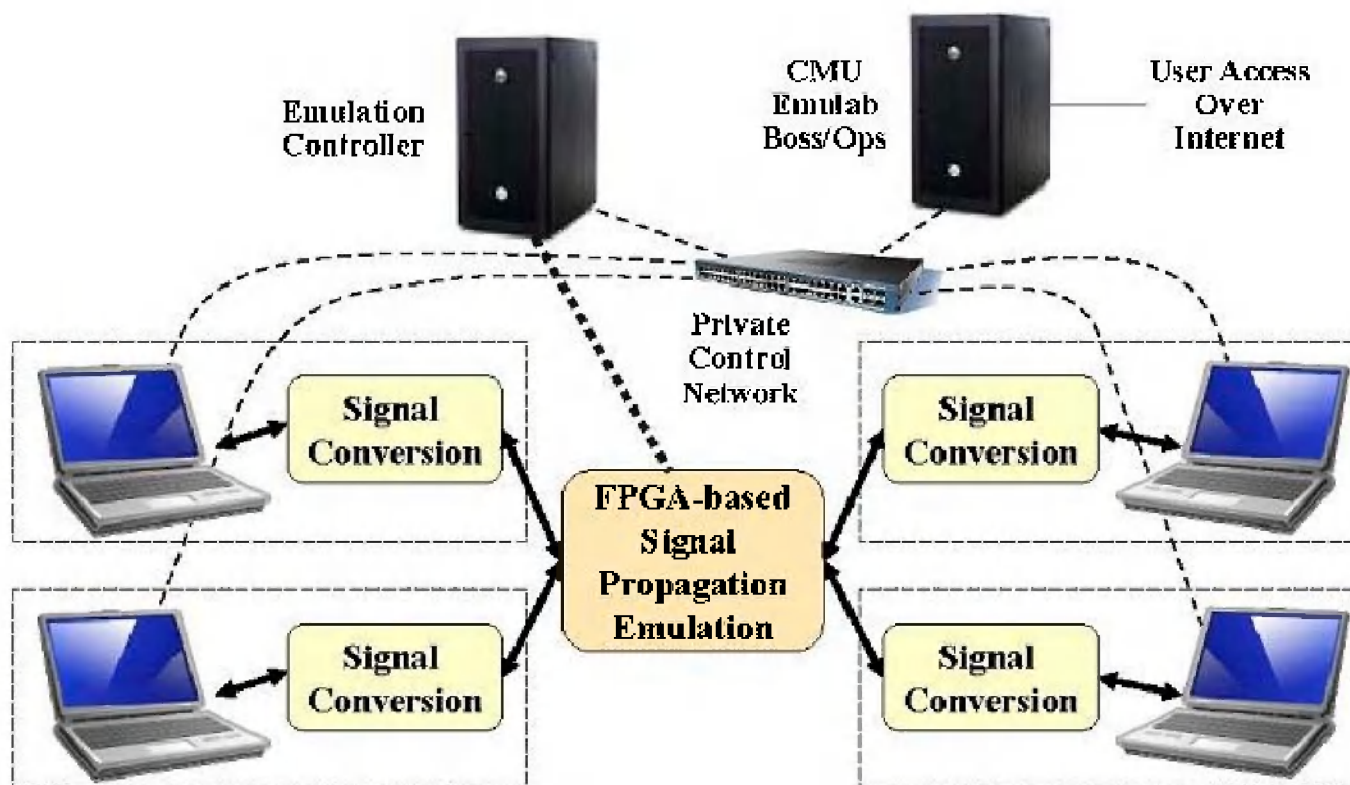 Emulation
Controller
CMU
Emulab
Boss/Ops
User Access
Over
Internet
Private
Control
Network
Signal
Conversion
Signal
Conversion
FPGA-based
Signal
Propagation
Emulation
Signal
Conversion
Signal
Conversion